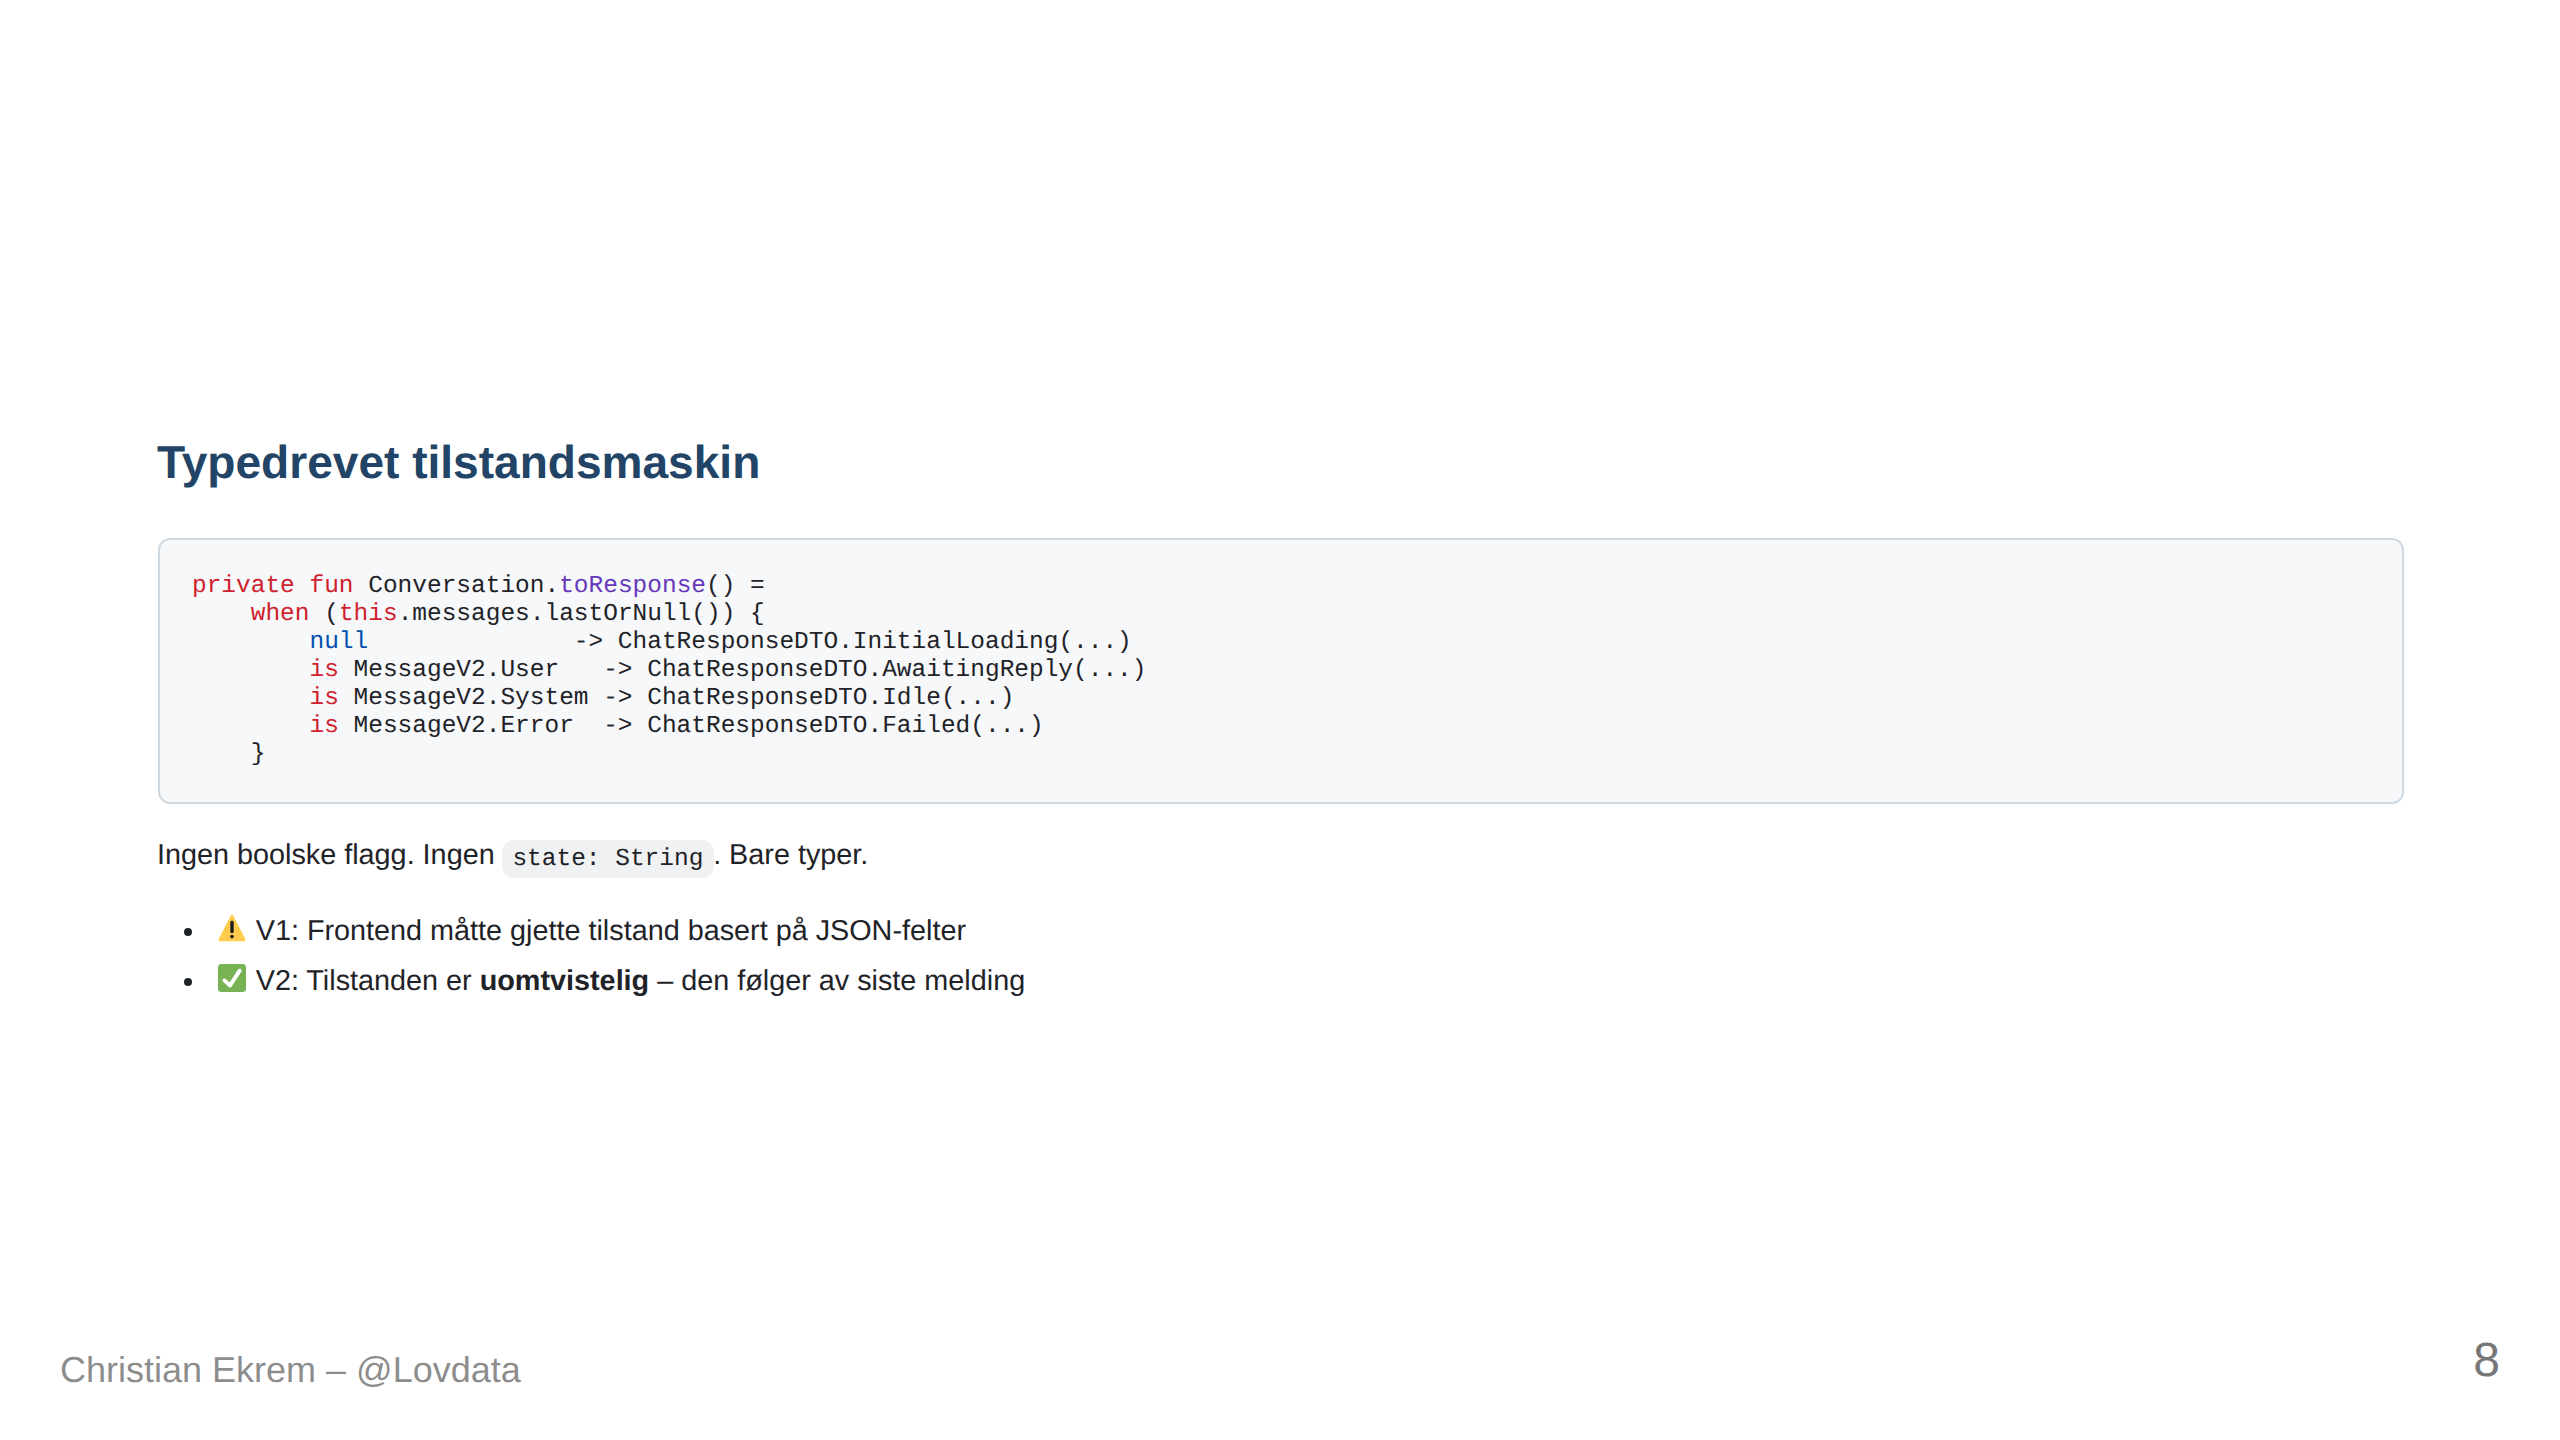 Typedrevet tilstandsmaskin
private fun Conversation.toResponse() =
    when (this.messages.lastOrNull()) {
        null              -> ChatResponseDTO.InitialLoading(...)
        is MessageV2.User   -> ChatResponseDTO.AwaitingReply(...)
        is MessageV2.System -> ChatResponseDTO.Idle(...)
        is MessageV2.Error  -> ChatResponseDTO.Failed(...)
    }
Ingen boolske flagg. Ingen state: String. Bare typer.
• ⚠️ V1: Frontend måtte gjette tilstand basert på JSON-felter
• ✅ V2: Tilstanden er uomtvistelig – den følger av siste melding
Christian Ekrem – @Lovdata
8